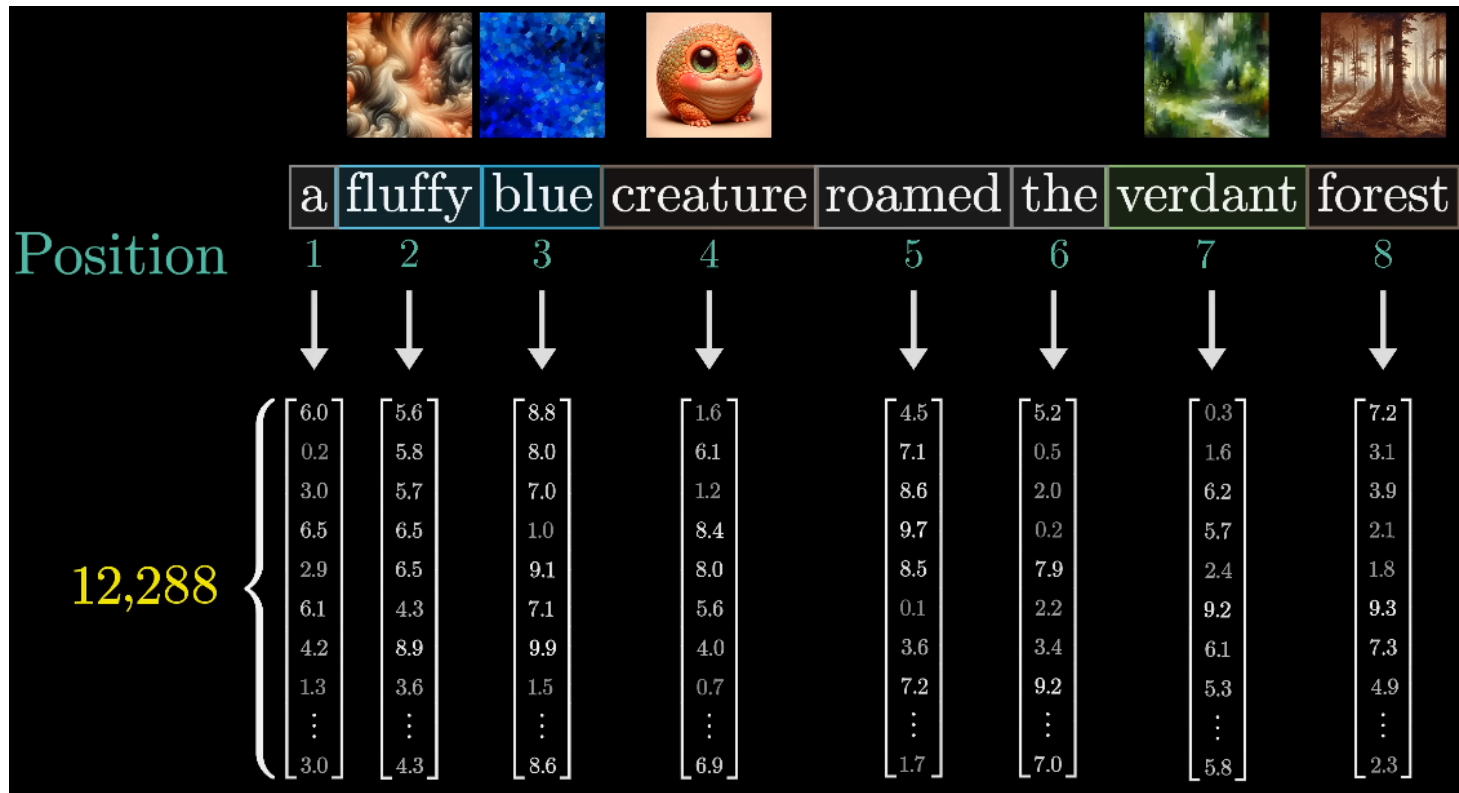 a fluffy blue creature roamed the verdant forest
Position 1 2 3 4 5 6 7 8
6.0 5.6 8.8 1.6 4.5 5.2 0.3 7.2
0.2 5.8 8.0 6.1 7.1 0.5 1.6 3.1
3.0 5.7 7.0 1.2 8.6 2.0 6.2 3.9
6.5 6.5 1.0 8.4 9.7 0.2 5.7 2.1
12,288 2.9 6.5 9.1 8.0 8.5 7.9 2.4 1.8
6.1 4.3 7.1 5.6 0.1 2.2 9.2 9.3
4.2 8.9 9.9 4.0 3.6 3.4 6.1 7.3
1.3 3.6 1.5 0.7 7.2 9.2 5.3 4.9
⋮ ⋮ ⋮ ⋮ ⋮ ⋮ ⋮ ⋮
3.0 4.3 8.6 6.9 1.7 7.0 5.8 2.3